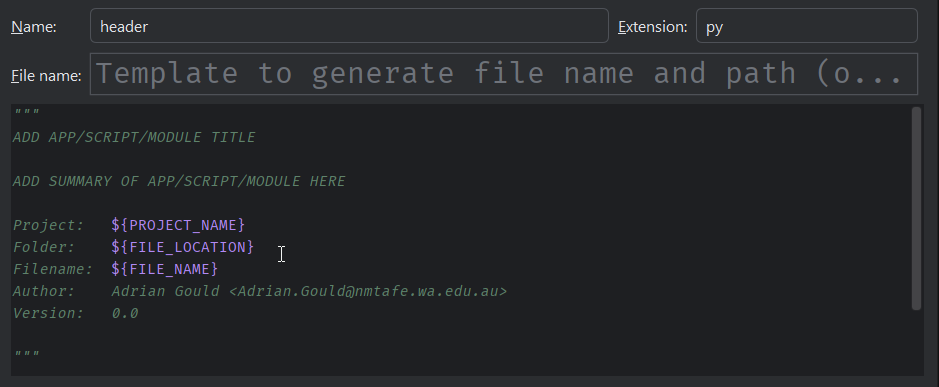 Name: header Extension: py
File name: Template to generate file name and path (o...
"""
ADD APP/SCRIPT/MODULE TITLE
ADD SUMMARY OF APP/SCRIPT/MODULE HERE
Project: ${PROJECT_NAME}
Folder: ${FILE_LOCATION}
Filename: ${FILE_NAME}
Author: Adrian Gould <Adrian.Gould@nmtafe.wa.edu.au>
Version: 0.0
"""